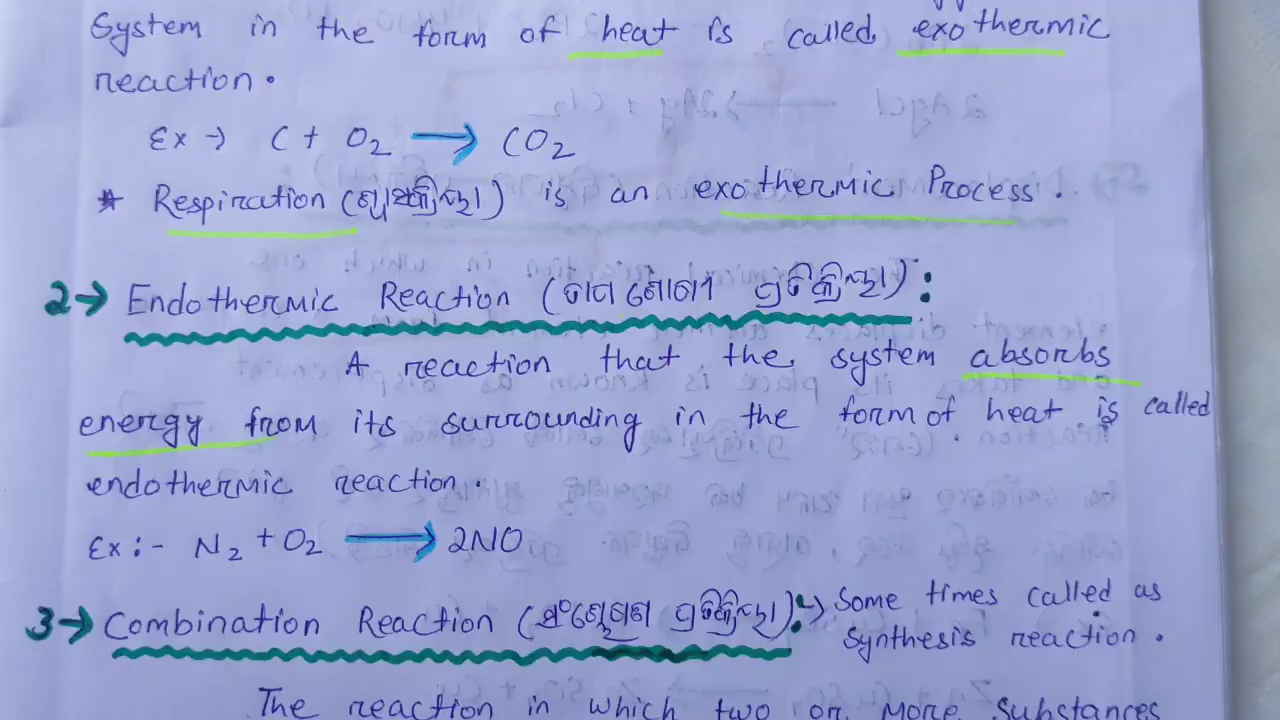 System in the form of heat is called exothermic
reaction.
Ex → C + O₂ ⟶ CO₂
* Respiration (ଶ୍ୱାସକ୍ରିୟା) is an exothermic Process.
2→ Endothermic Reaction (ତାପ ଶୋଷୀ ପ୍ରତିକ୍ରିୟା):
A reaction that the system absorbs
energy from its surrounding in the form of heat is called
endothermic reaction.
Ex :- N₂ + O₂ ⟶ 2NO
3→ Combination Reaction (ସଂଶ୍ଳେଷଣ ପ୍ରତିକ୍ରିୟା):→ Some times called as
Synthesis reaction.
The reaction in which two or more substances